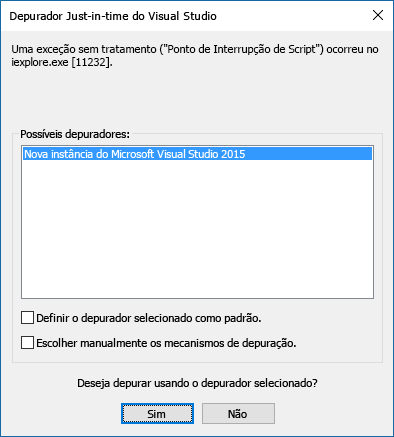 Depurador Just-in-time do Visual Studio
Uma exceção sem tratamento ("Ponto de Interrupção de Script") ocorreu no
iexplore.exe [11232].
Possíveis depuradores:
Nova instância do Microsoft Visual Studio 2015
Definir o depurador selecionado como padrão.
Escolher manualmente os mecanismos de depuração.
Deseja depurar usando o depurador selecionado?
Sim
Não